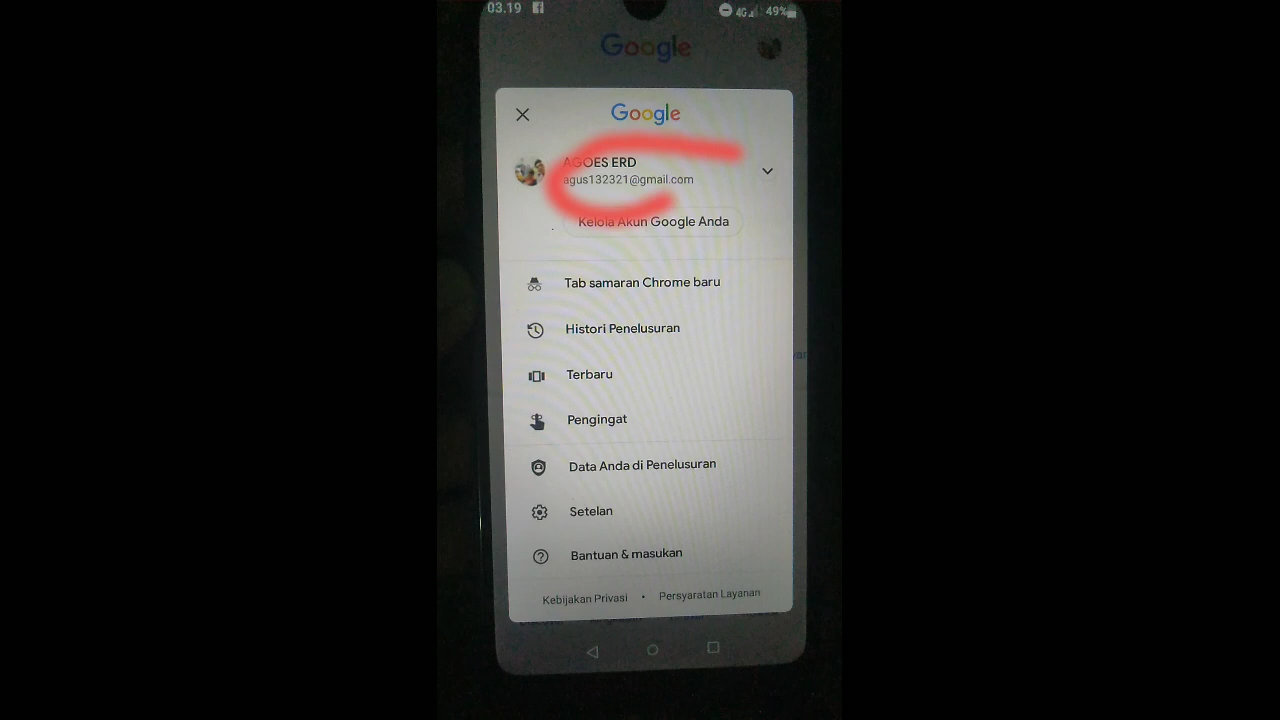 03.19 4G 49%
Google
Google
AGOES ERD
agus132321@gmail.com
Kelola Akun Google Anda
Tab samaran Chrome baru
Histori Penelusuran
Terbaru
Pengingat
Data Anda di Penelusuran
Setelan
Bantuan & masukan
Kebijakan Privasi • Persyaratan Layanan